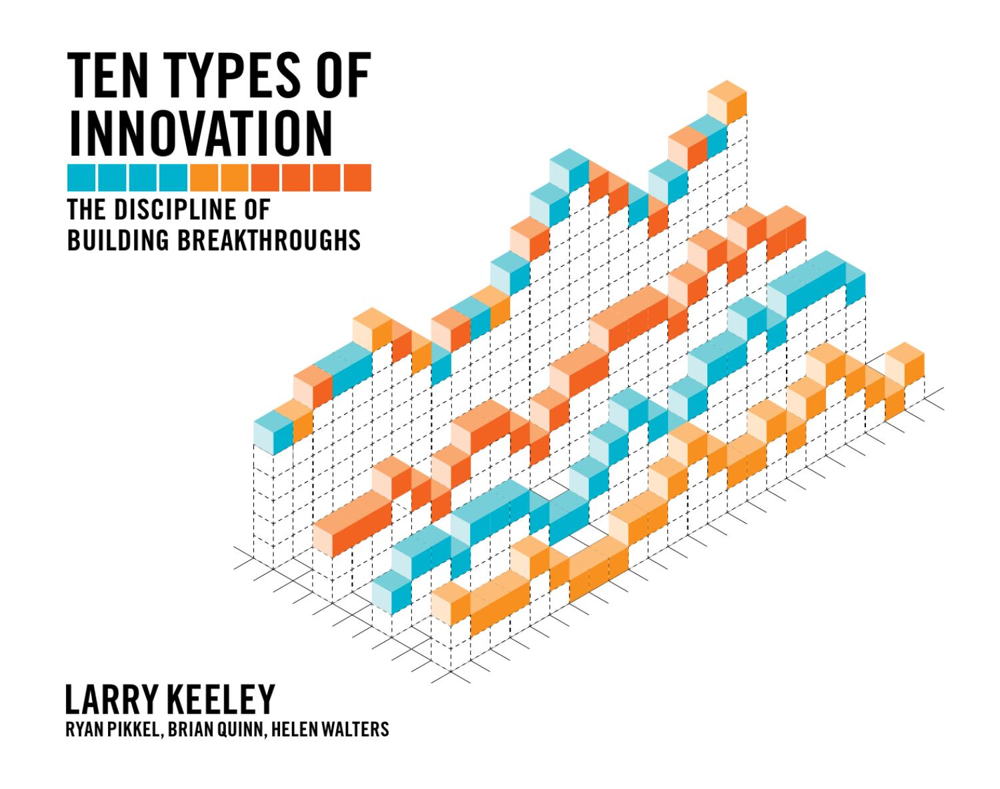 TEN TYPES OF
INNOVATION
THE DISCIPLINE OF
BUILDING BREAKTHROUGHS
LARRY KEELEY
RYAN PIKKEL, BRIAN QUINN, HELEN WALTERS